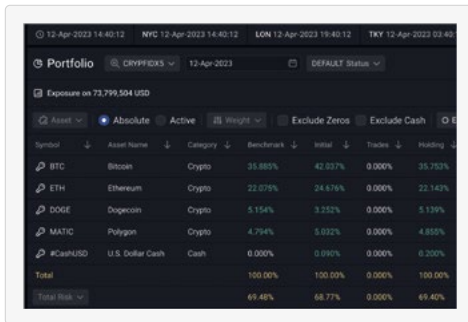 12-Apr-2023 14:40:12 NYC 12-Apr-2023 14:40:12 LON 12-Apr-2023 19:40:12 TKY 12-Apr-2023 03:40:
Portfolio CRYPFIDX5 12-Apr-2023 DEFAULT Status
Exposure on 73,799,504 USD
Asset Absolute Active Weight Exclude Zeros Exclude Cash
Symbol Asset Name Category Benchmark Initial Trades Holding
BTC Bitcoin Crypto 35.885% 42.037% 0.000% 35.753%
ETH Ethereum Crypto 22.075% 24.676% 0.000% 22.143%
DOGE Dogecoin Crypto 5.154% 3.252% 0.000% 5.139%
MATIC Polygon Crypto 4.794% 5.032% 0.000% 4.855%
#CashUSD U.S. Dollar Cash Cash 0.000% 0.090% 0.000% 0.200%
Total 100.00% 100.00% 0.000% 100.00%
Total Risk 69.48% 68.77% 0.000% 69.40%